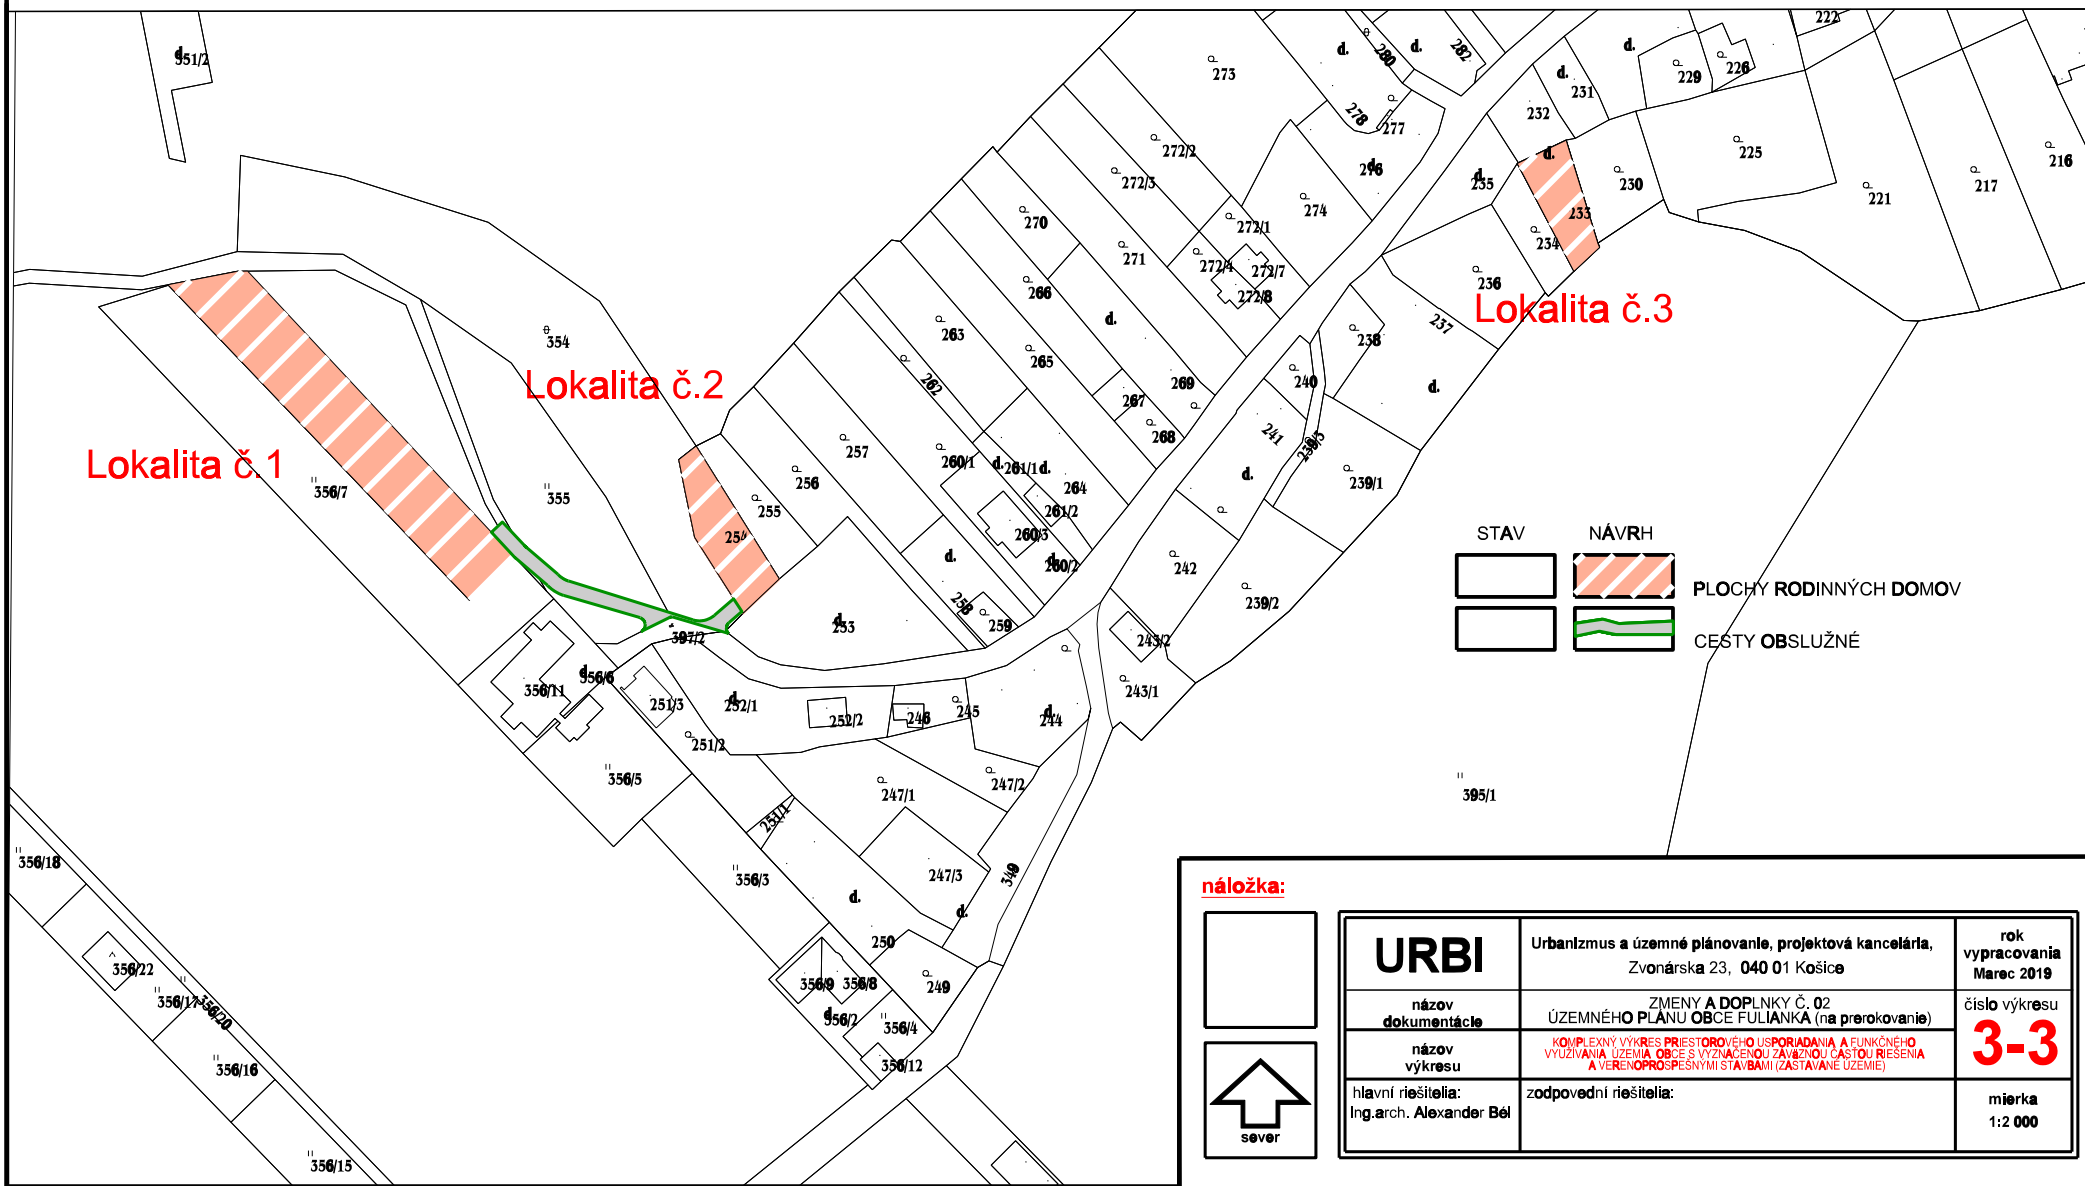 351/2
d.
273
d.
280
d.
282
278
277
276
d.
272/2
272/3
270
271
274
272/1
272/4
272/7
272/8
266
263
265
262
d.
269
267
268
222
229
226
d.
231
d.
232
225
216
217
221
230
235
d.
d.
233
234
236
237
Lokalita č.3
238
240
241
d.
d.
239/3
239/1
239/2
242
354
Lokalita č.2
Lokalita č.1
356/7
355
254
255
256
257
260/1
d.
261/1
d.
264
261/2
260/3
260/2
d.
d.
258
259
253
d.
397/2
243/2
243/1
244
d.
245
246
252/2
252/1
d.
251/3
251/2
356/6
d.
356/11
356/5
247/1
247/2
247/3
251/1
356/3
349
d.
d.
250
249
356/9
356/8
356/2
d.
356/4
356/12
356/18
356/22
356/17
356/20
356/16
356/15
395/1
STAV NÁVRH
PLOCHY RODINNÝCH DOMOV
CESTY OBSLUŽNÉ
náložka:
sever
URBI
Urbanizmus a územné plánovanie, projektová kancelária,
Zvonárska 23, 040 01 Košice
rok
vypracovania
Marec 2019
názov
dokumentácie
ZMENY A DOPLNKY Č. 02
ÚZEMNÉHO PLÁNU OBCE FULIANKA (na prerokovanie)
číslo výkresu
3-3
názov
výkresu
KOMPLEXNÝ VÝKRES PRIESTOROVÉHO USPORIADANIA A FUNKČNÉHO
VYUŽÍVANIA ÚZEMIA OBCE S VYZNAČENOU ZÁVäZNOU ČASŤOU RIEŠENIA
A VERENOPROSPEŠNYMI STAVBAMI (ZASTAVANÉ ÚZEMIE)
hlavní riešitelia:
Ing.arch. Alexander Bél
zodpovední riešitelia:
mierka
1:2 000